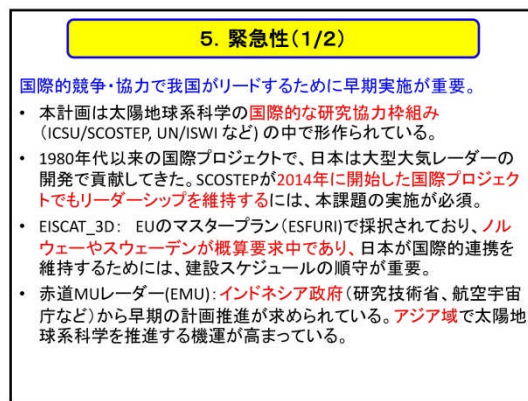 5. 緊急性(1/2)
国際的競争・協力で我国がリードするために早期実施が重要。
• 本計画は太陽地球系科学の国際的な研究協力枠組み
(ICSU/SCOSTEP, UN/ISWI など) の中で形作られている。
• 1980年代以来の国際プロジェクトで、日本は大型大気レーダーの
開発で貢献してきた。SCOSTEPが2014年に開始した国際プロジェク
トでもリーダーシップを維持するには、本課題の実施が必須。
• EISCAT_3D: EUのマスタープラン(ESFURI)で採択されており、ノル
ウェーやスウェーデンが概算要求中であり、日本が国際的連携を
維持するためには、建設スケジュールの順守が重要。
• 赤道MUレーダー(EMU):インドネシア政府(研究技術省、航空宇宙
庁など)から早期の計画推進が求められている。アジア域で太陽地
球系科学を推進する機運が高まっている。